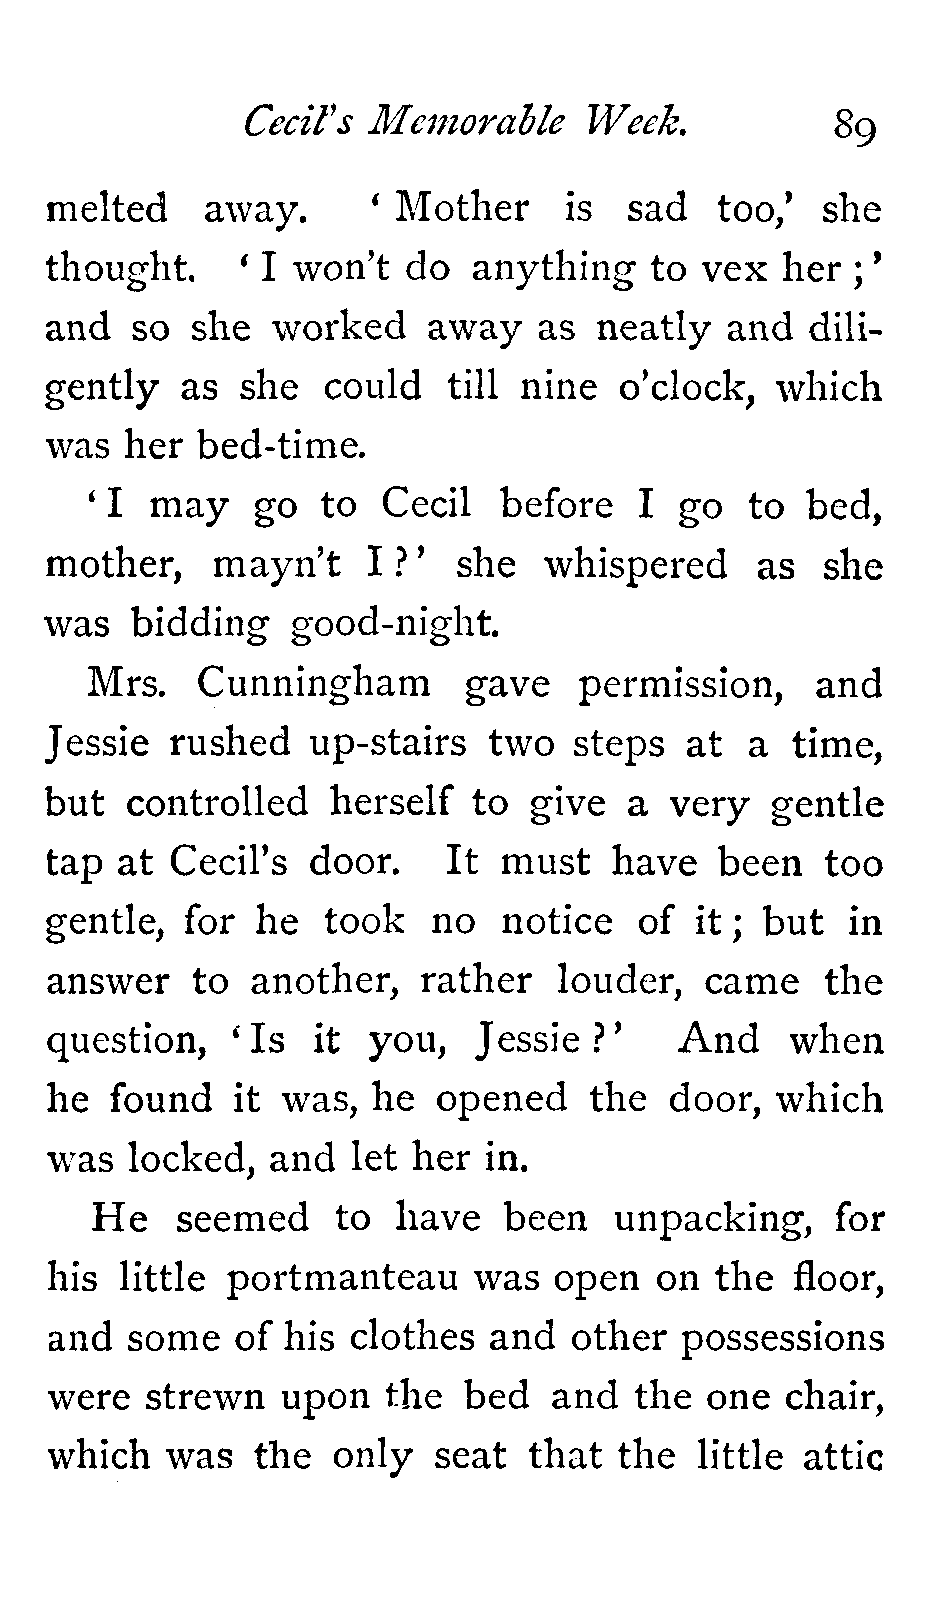 Cecil's Memorable Week. 89
melted away. ‘ Mother is sad too,’ she
thought. ‘ I won't do anything to vex her ; ’
and so she worked away as neatly and dili-
gently as she could till nine o'clock, which
was her bed-time.
‘ I may go to Cecil before I go to bed,
mother, mayn't I ? ’ she whispered as she
was bidding good-night.
Mrs. Cunningham gave permission, and
Jessie rushed up-stairs two steps at a time,
but controlled herself to give a very gentle
tap at Cecil's door. It must have been too
gentle, for he took no notice of it ; but in
answer to another, rather louder, came the
question, ‘ Is it you, Jessie ? ’ And when
he found it was, he opened the door, which
was locked, and let her in.
He seemed to have been unpacking, for
his little portmanteau was open on the floor,
and some of his clothes and other possessions
were strewn upon the bed and the one chair,
which was the only seat that the little attic